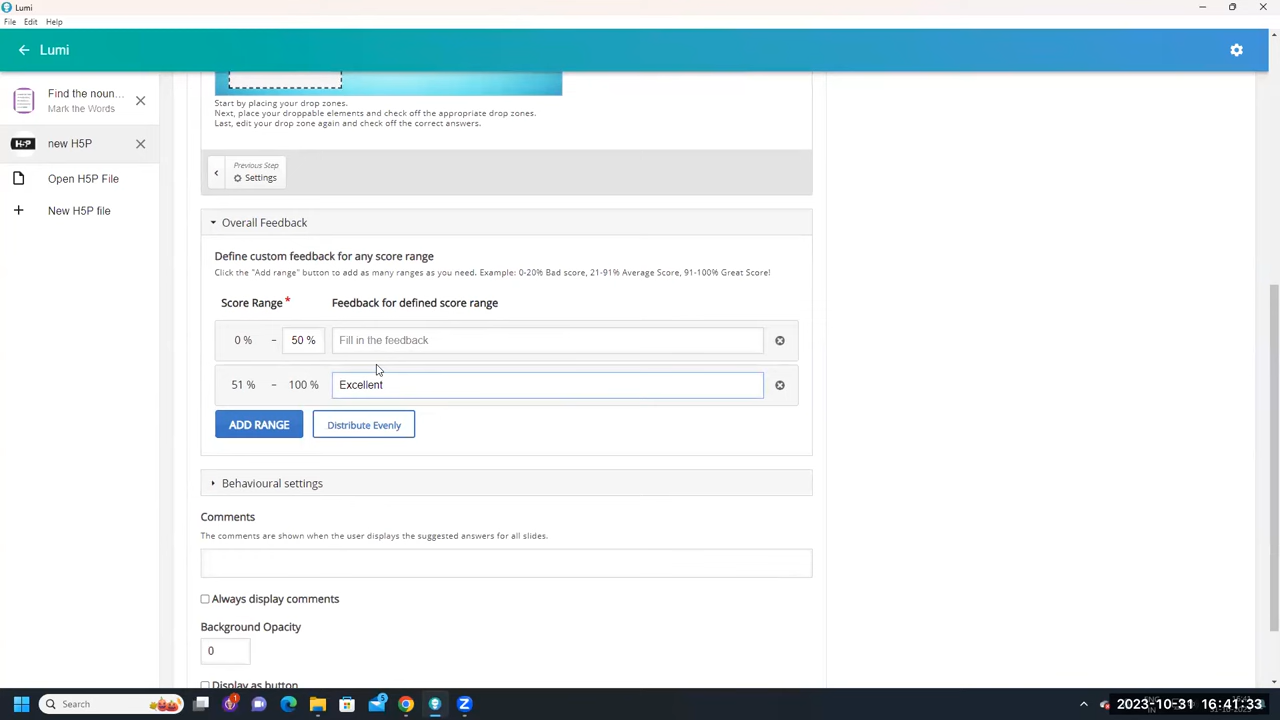 Lumi
File Edit Help
Lumi
Find the noun...
Mark the Words
new H5P
Open H5P File
New H5P file
Start by placing your drop zones.
Next, place your droppable elements and check off the appropriate drop zones.
Last, edit your drop zone again and check off the correct answers.
Previous Step
Settings
Overall Feedback
Define custom feedback for any score range
Click the "Add range" button to add as many ranges as you need. Example: 0-20% Bad score, 21-91% Average Score, 91-100% Great Score!
Score Range* Feedback for defined score range
0 % – 50 % Fill in the feedback
51 % – 100 % Excellent
ADD RANGE Distribute Evenly
Behavioural settings
Comments
The comments are shown when the user displays the suggested answers for all slides.
Always display comments
Background Opacity
0
Display as button
Search
2023-10-31 16:41:33